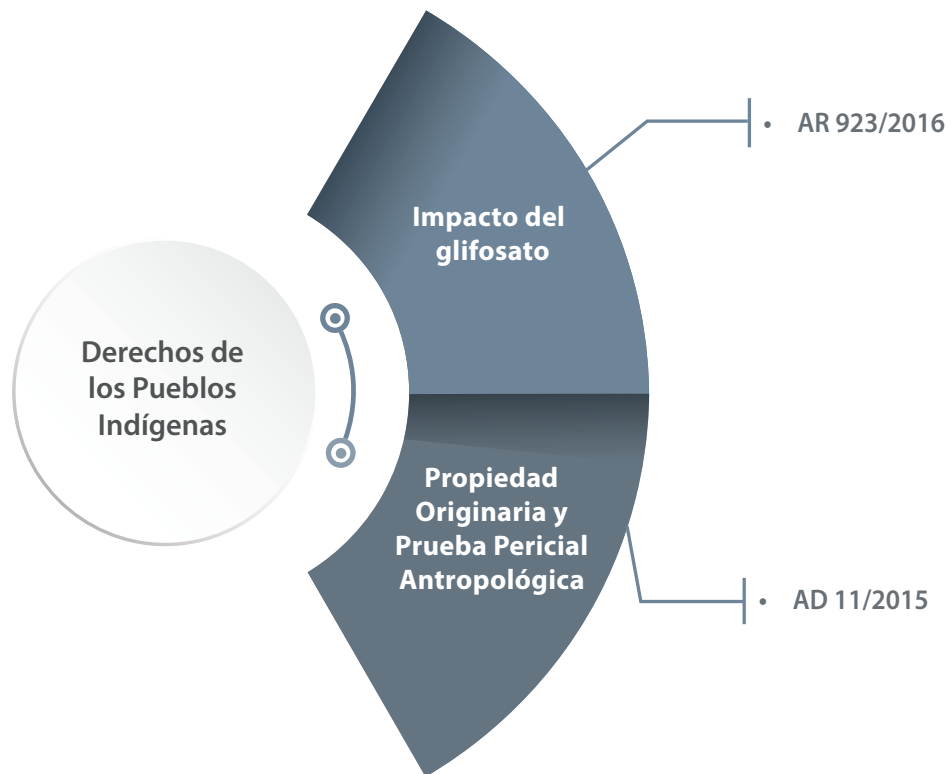 Derechos de
los Pueblos
Indígenas
Impacto del
glifosato
• AR 923/2016
Propiedad
Originaria y
Prueba Pericial
Antropológica
• AD 11/2015